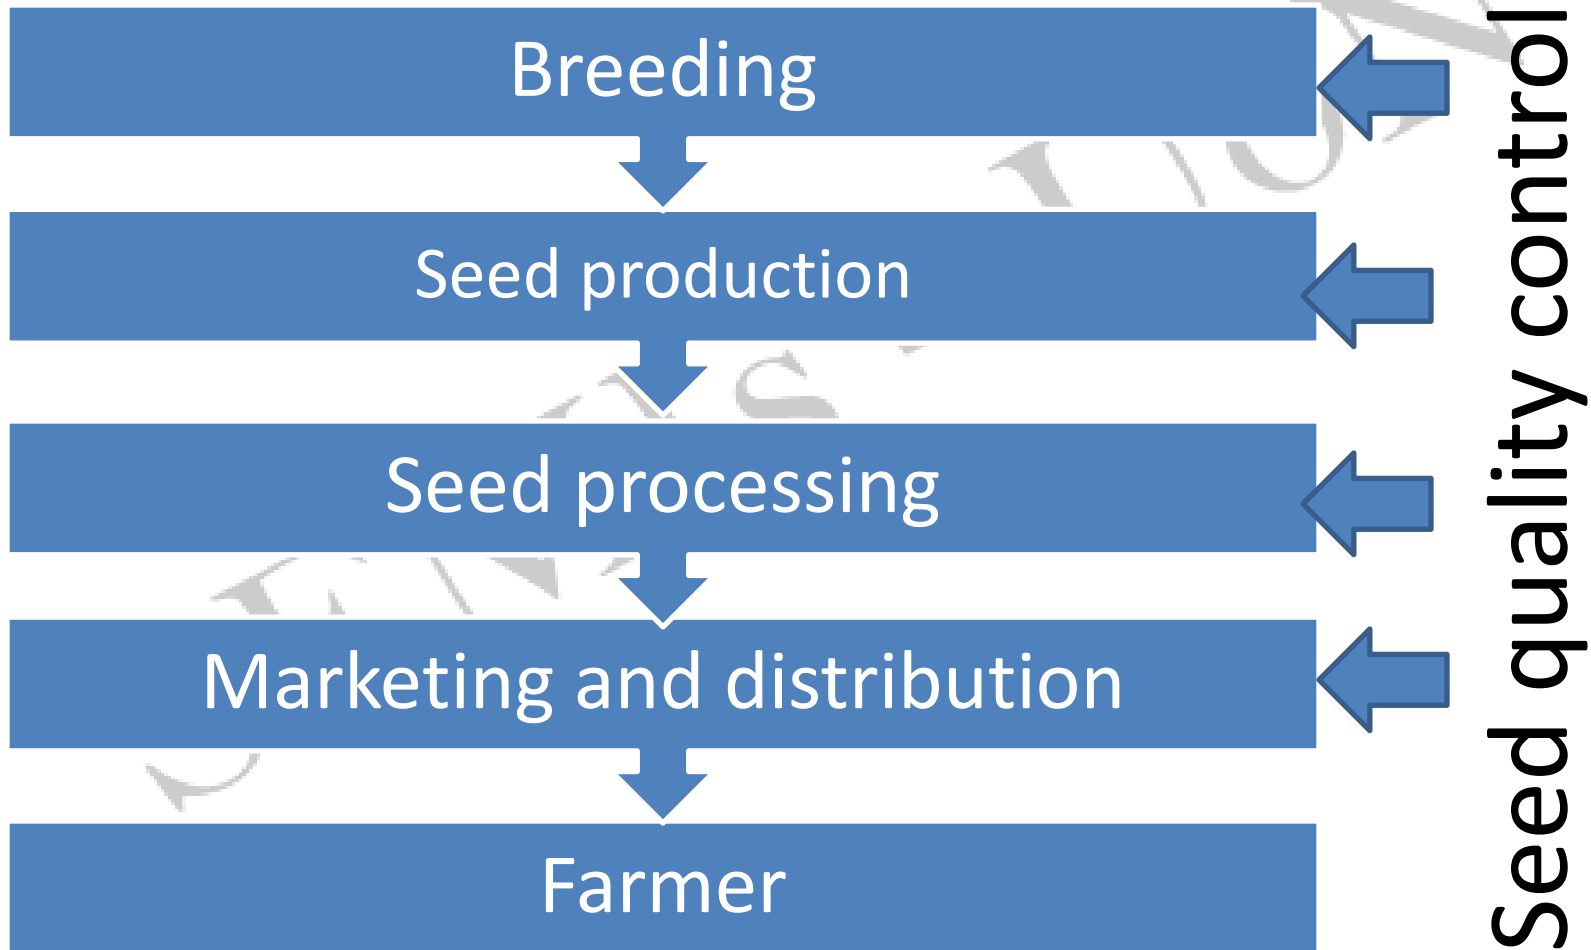 Breeding
Seed production
Seed processing
Marketing and distribution
Farmer
Seed quality control